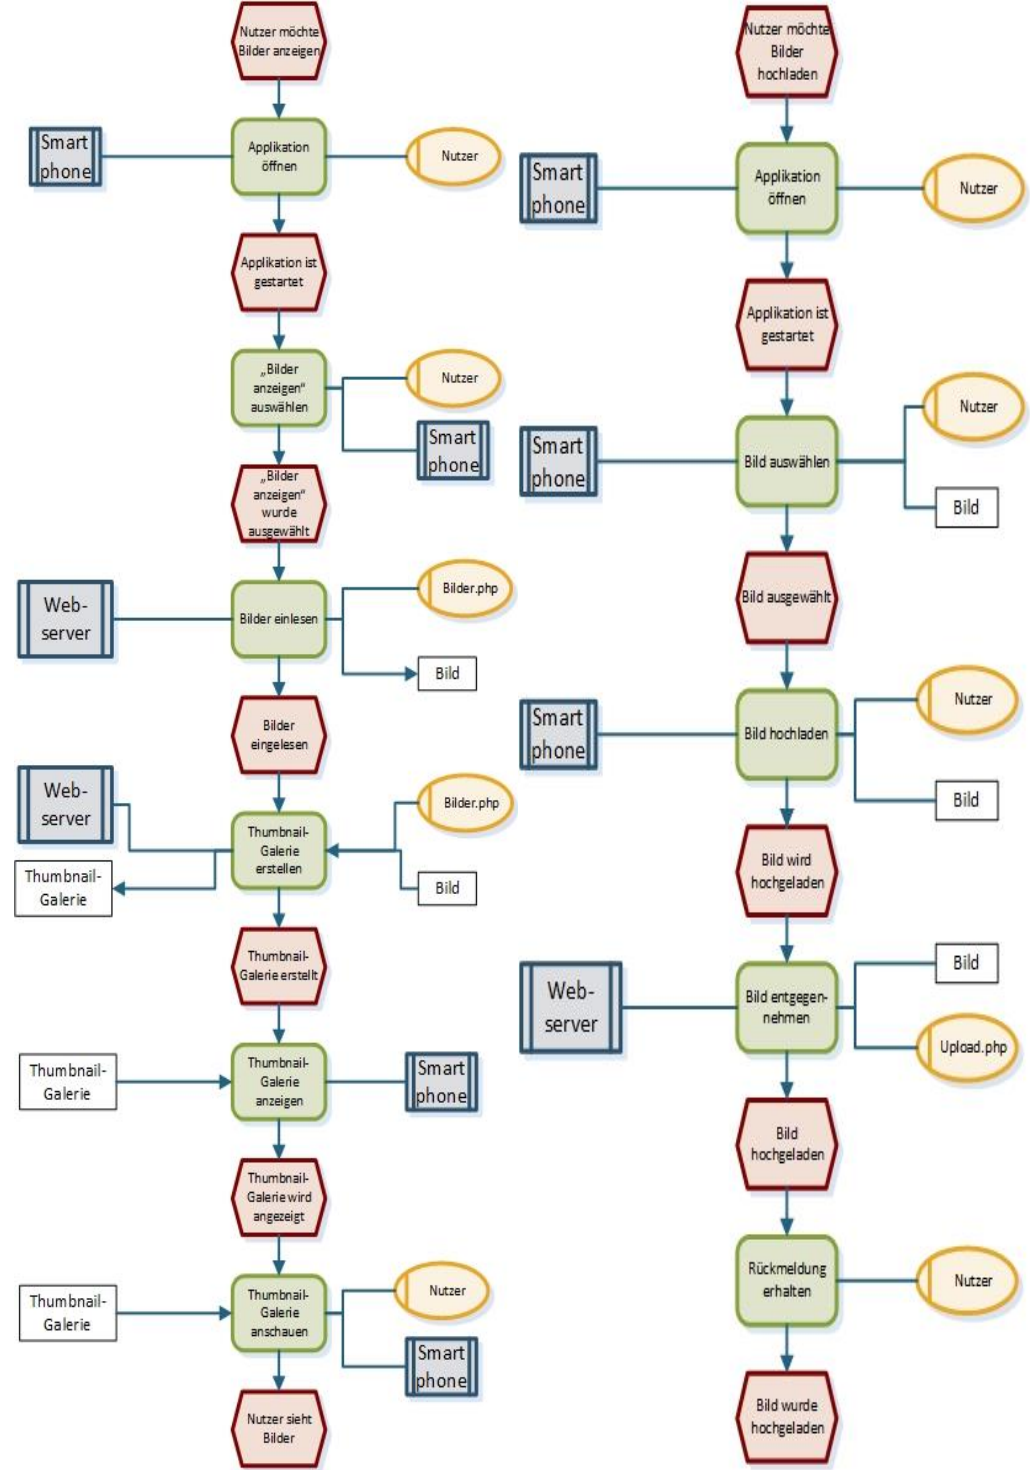 Nutzer möchte
Bilder anzeigen
Smart
phone
Applikation
öffnen
Nutzer
Applikation ist
gestartet
„Bilder
anzeigen“
auswählen
Nutzer
Smart
phone
„Bilder
anzeigen“
wurde
ausgewählt
Web-
server
Bilder einlesen
Bilder.php
Bild
Bilder
eingelesen
Web-
server
Thumbnail-
Galerie
Thumbnail-
Galerie
erstellen
Bilder.php
Bild
Thumbnail-
Galerie erstellt
Thumbnail-
Galerie
Thumbnail-
Galerie
anzeigen
Smart
phone
Thumbnail-
Galerie wird
angezeigt
Thumbnail-
Galerie
Thumbnail-
Galerie
anschauen
Nutzer
Smart
phone
Nutzer sieht
Bilder
Nutzer möchte
Bilder
hochladen
Smart
phone
Applikation
öffnen
Nutzer
Applikation ist
gestartet
Smart
phone
Bild auswählen
Nutzer
Bild
Bild ausgewählt
Smart
phone
Bild hochladen
Nutzer
Bild
Bild wird
hochgeladen
Web-
server
Bild entgegen-
nehmen
Bild
Upload.php
Bild
hochgeladen
Rückmeldung
erhalten
Nutzer
Bild wurde
hochgeladen